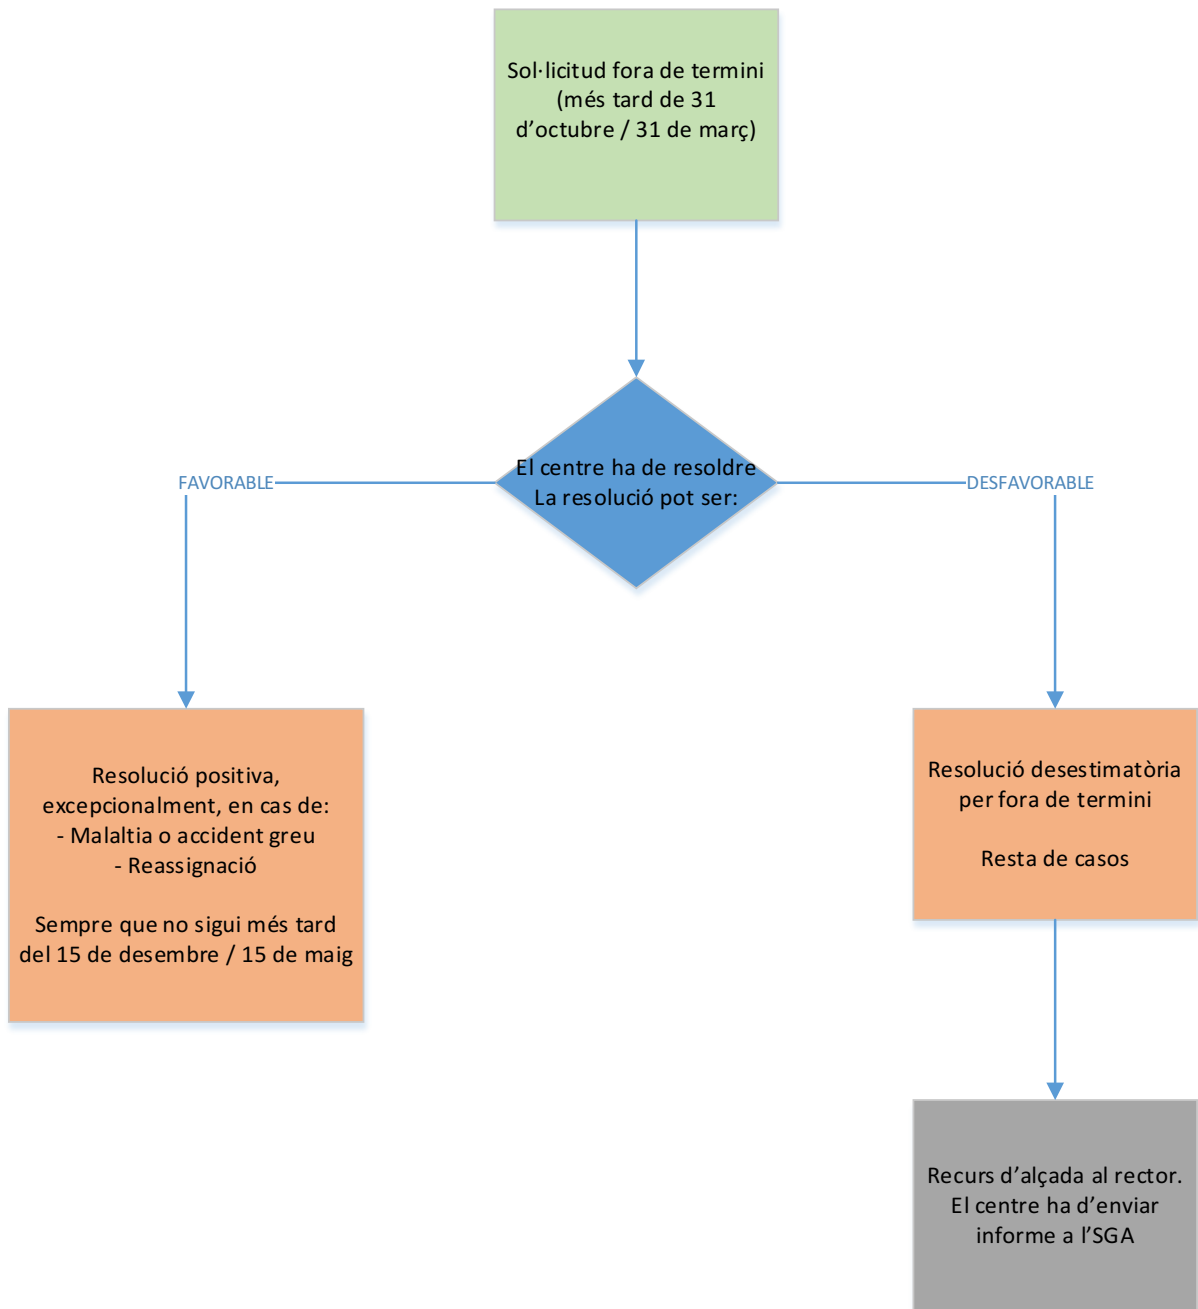 Sol·licitud fora de termini
(més tard de 31
d’octubre / 31 de març)
El centre ha de resoldre
La resolució pot ser:
FAVORABLE
DESFAVORABLE
Resolució positiva,
excepcionalment, en cas de:
- Malaltia o accident greu
- Reassignació
Sempre que no sigui més tard
del 15 de desembre / 15 de maig
Resolució desestimatòria
per fora de termini
Resta de casos
Recurs d’alçada al rector.
El centre ha d’enviar
informe a l’SGA